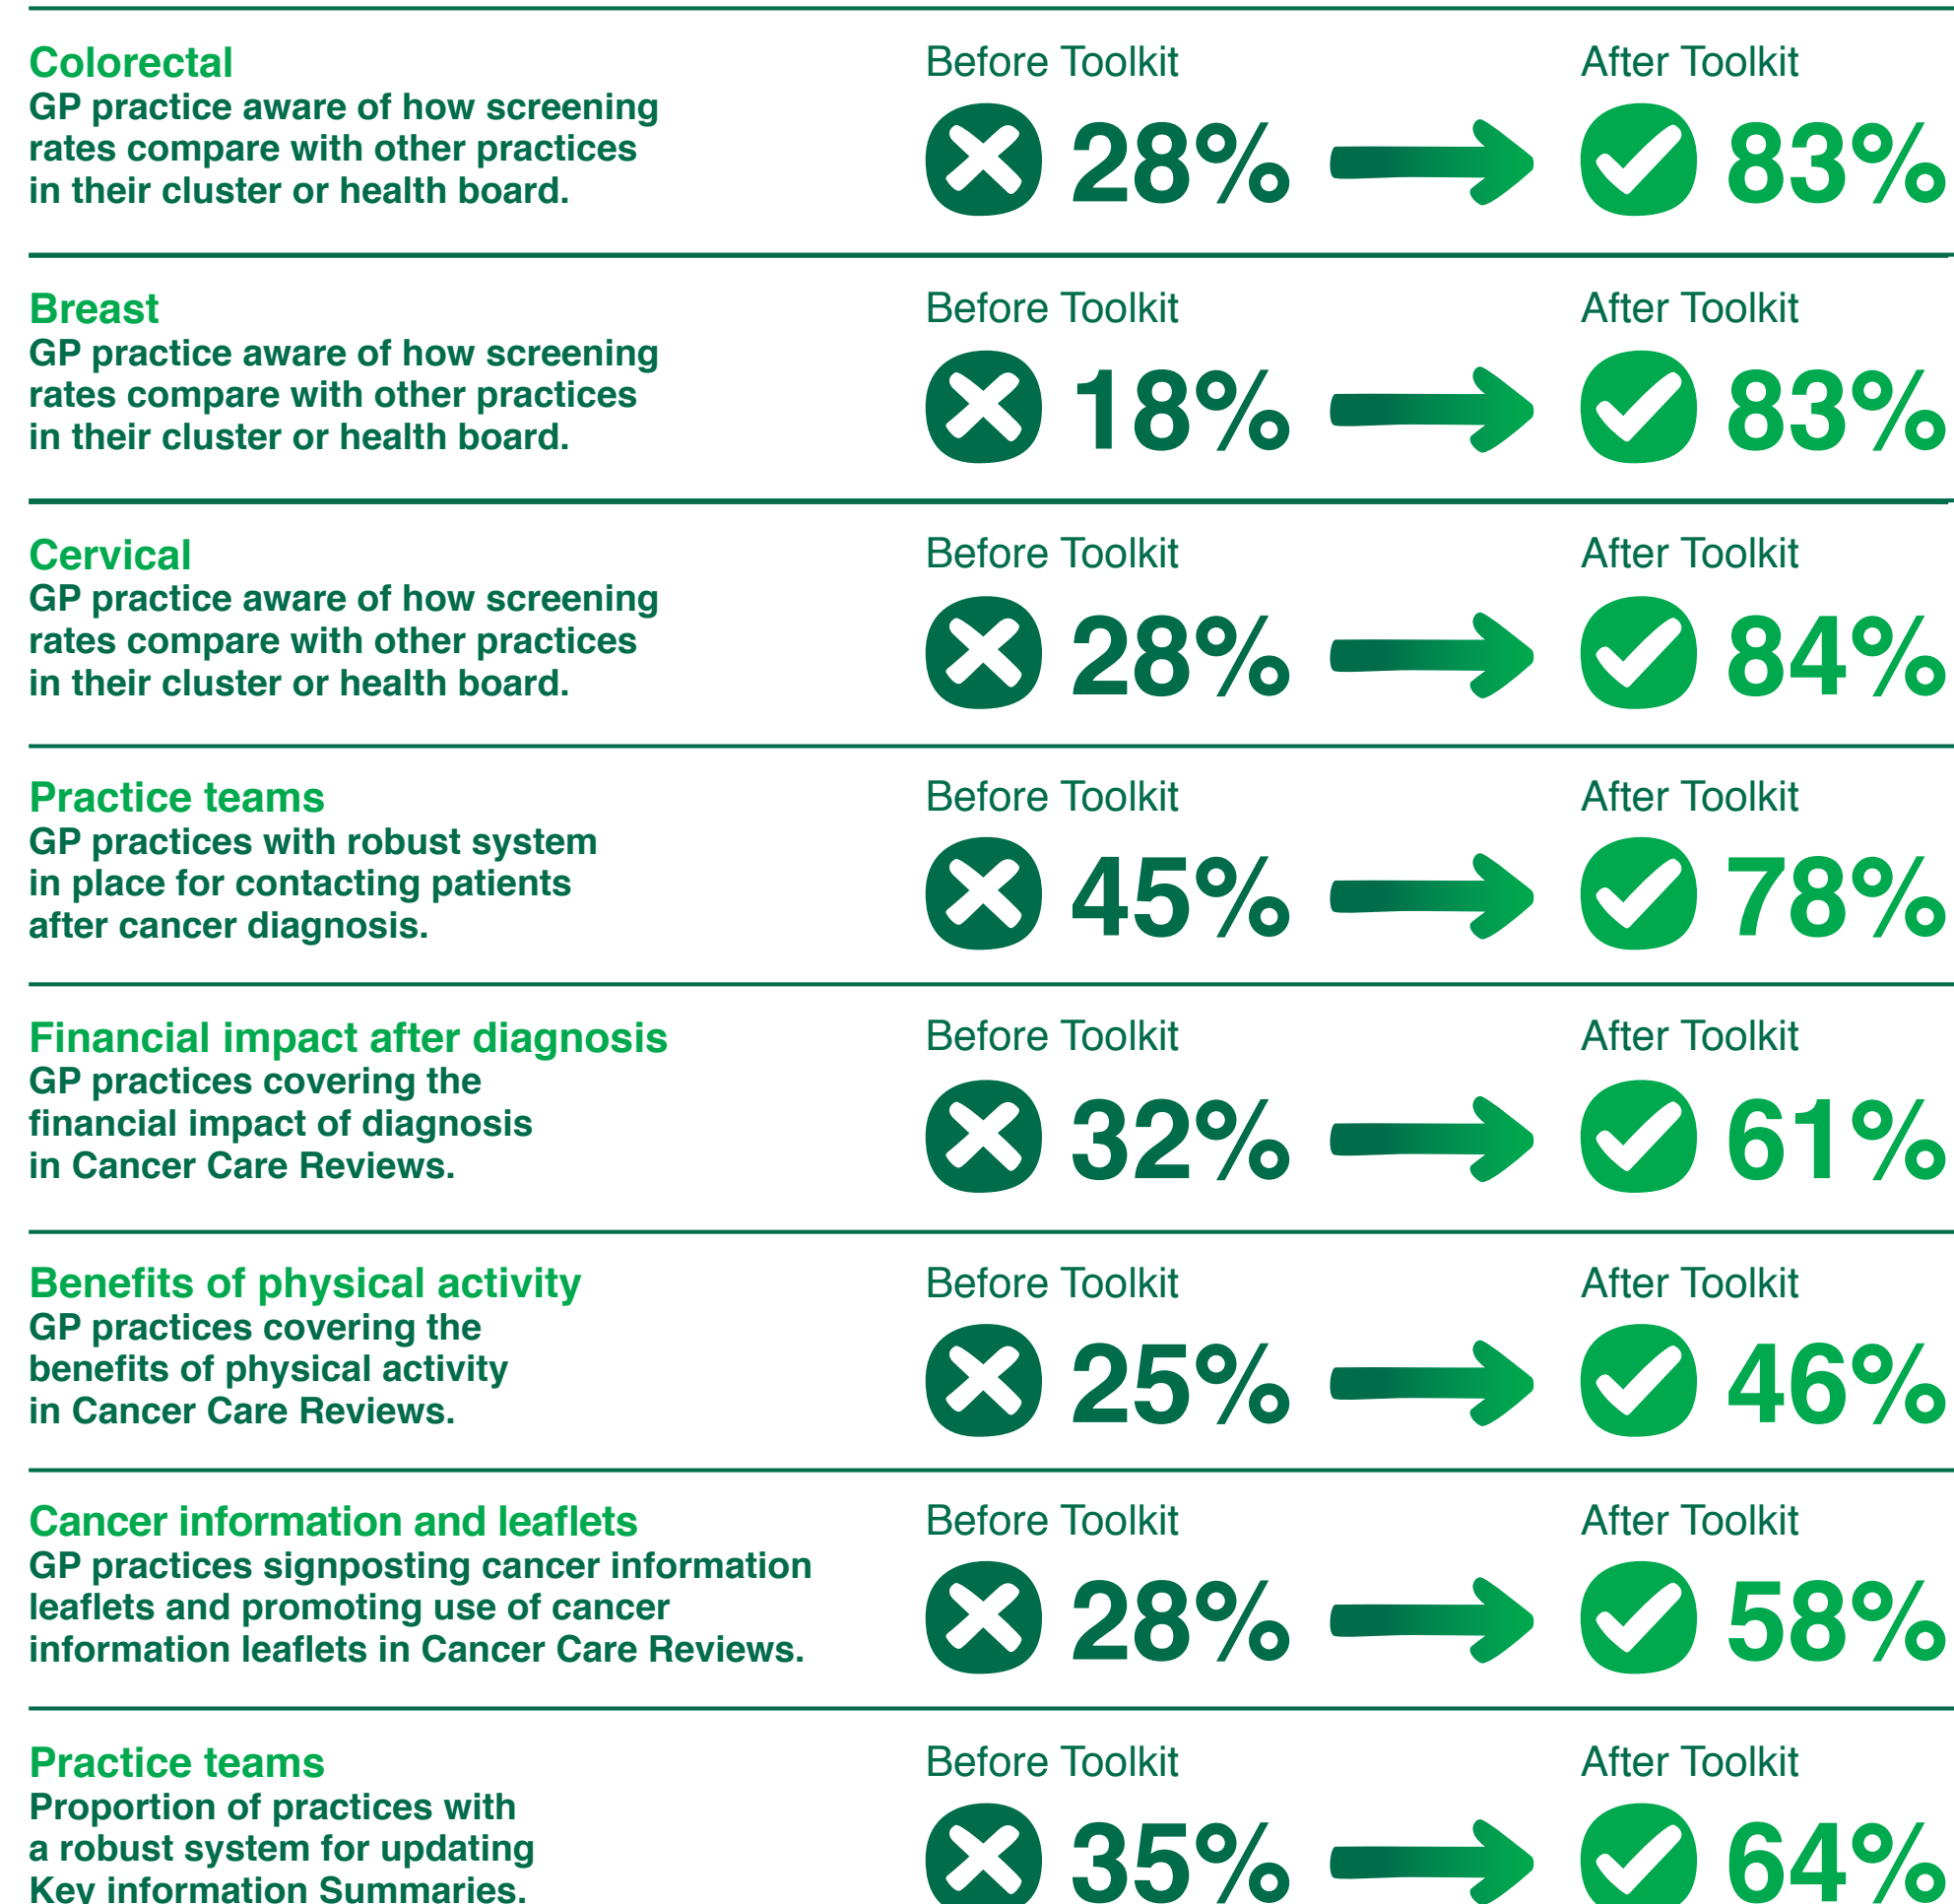 Colorectal
GP practice aware of how screening
rates compare with other practices
in their cluster or health board.
Before Toolkit
28%
After Toolkit
83%
Breast
GP practice aware of how screening
rates compare with other practices
in their cluster or health board.
Before Toolkit
18%
After Toolkit
83%
Cervical
GP practice aware of how screening
rates compare with other practices
in their cluster or health board.
Before Toolkit
28%
After Toolkit
84%
Practice teams
GP practices with robust system
in place for contacting patients
after cancer diagnosis.
Before Toolkit
45%
After Toolkit
78%
Financial impact after diagnosis
GP practices covering the
financial impact of diagnosis
in Cancer Care Reviews.
Before Toolkit
32%
After Toolkit
61%
Benefits of physical activity
GP practices covering the
benefits of physical activity
in Cancer Care Reviews.
Before Toolkit
25%
After Toolkit
46%
Cancer information and leaflets
GP practices signposting cancer information
leaflets and promoting use of cancer
information leaflets in Cancer Care Reviews.
Before Toolkit
28%
After Toolkit
58%
Practice teams
Proportion of practices with
a robust system for updating
Key information Summaries.
Before Toolkit
35%
After Toolkit
64%